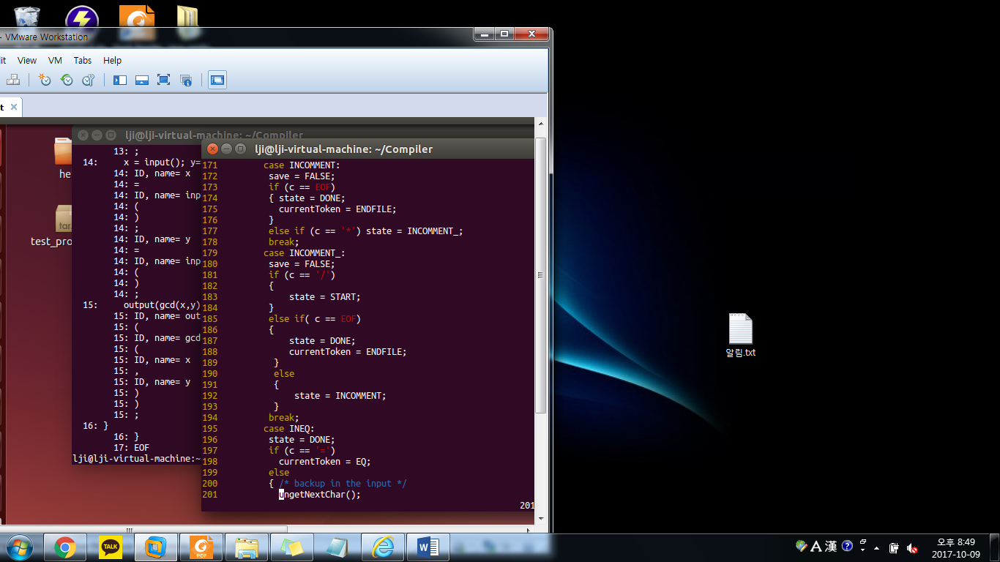 - VMware Workstation
it View VM Tabs Help
t
he
tar
test_pro
lji@lji-virtual-machine: ~/Compiler
13: ;
14: x = input(); y=
14: ID, name= x
14: =
14: ID, name= inp
14: (
14: )
14: ;
14: ID, name= y
14: =
14: ID, name= inp
14: (
14: )
14: ;
15: output(gcd(x,y)
15: ID, name= out
15: (
15: ID, name= gcd
15: (
15: ID, name= x
15: ,
15: ID, name= y
15: )
15: )
15: ;
16: }
16: }
17: EOF
lji@lji-virtual-machine:~
lji@lji-virtual-machine: ~/Compiler
171 case INCOMMENT:
172 save = FALSE;
173 if (c == EOF)
174 { state = DONE;
175 currentToken = ENDFILE;
176 }
177 else if (c == '*') state = INCOMMENT_;
178 break;
179 case INCOMMENT_:
180 save = FALSE;
181 if (c == '/')
182 {
183 state = START;
184 }
185 else if( c == EOF)
186 {
187 state = DONE;
188 currentToken = ENDFILE;
189 }
190 else
191 {
192 state = INCOMMENT;
193 }
194 break;
195 case INEQ:
196 state = DONE;
197 if (c == '=')
198 currentToken = EQ;
199 else
200 { /* backup in the input */
201 ungetNextChar();
201
알림.txt
TALK
PDF
A 漢
오후 8:49
2017-10-09